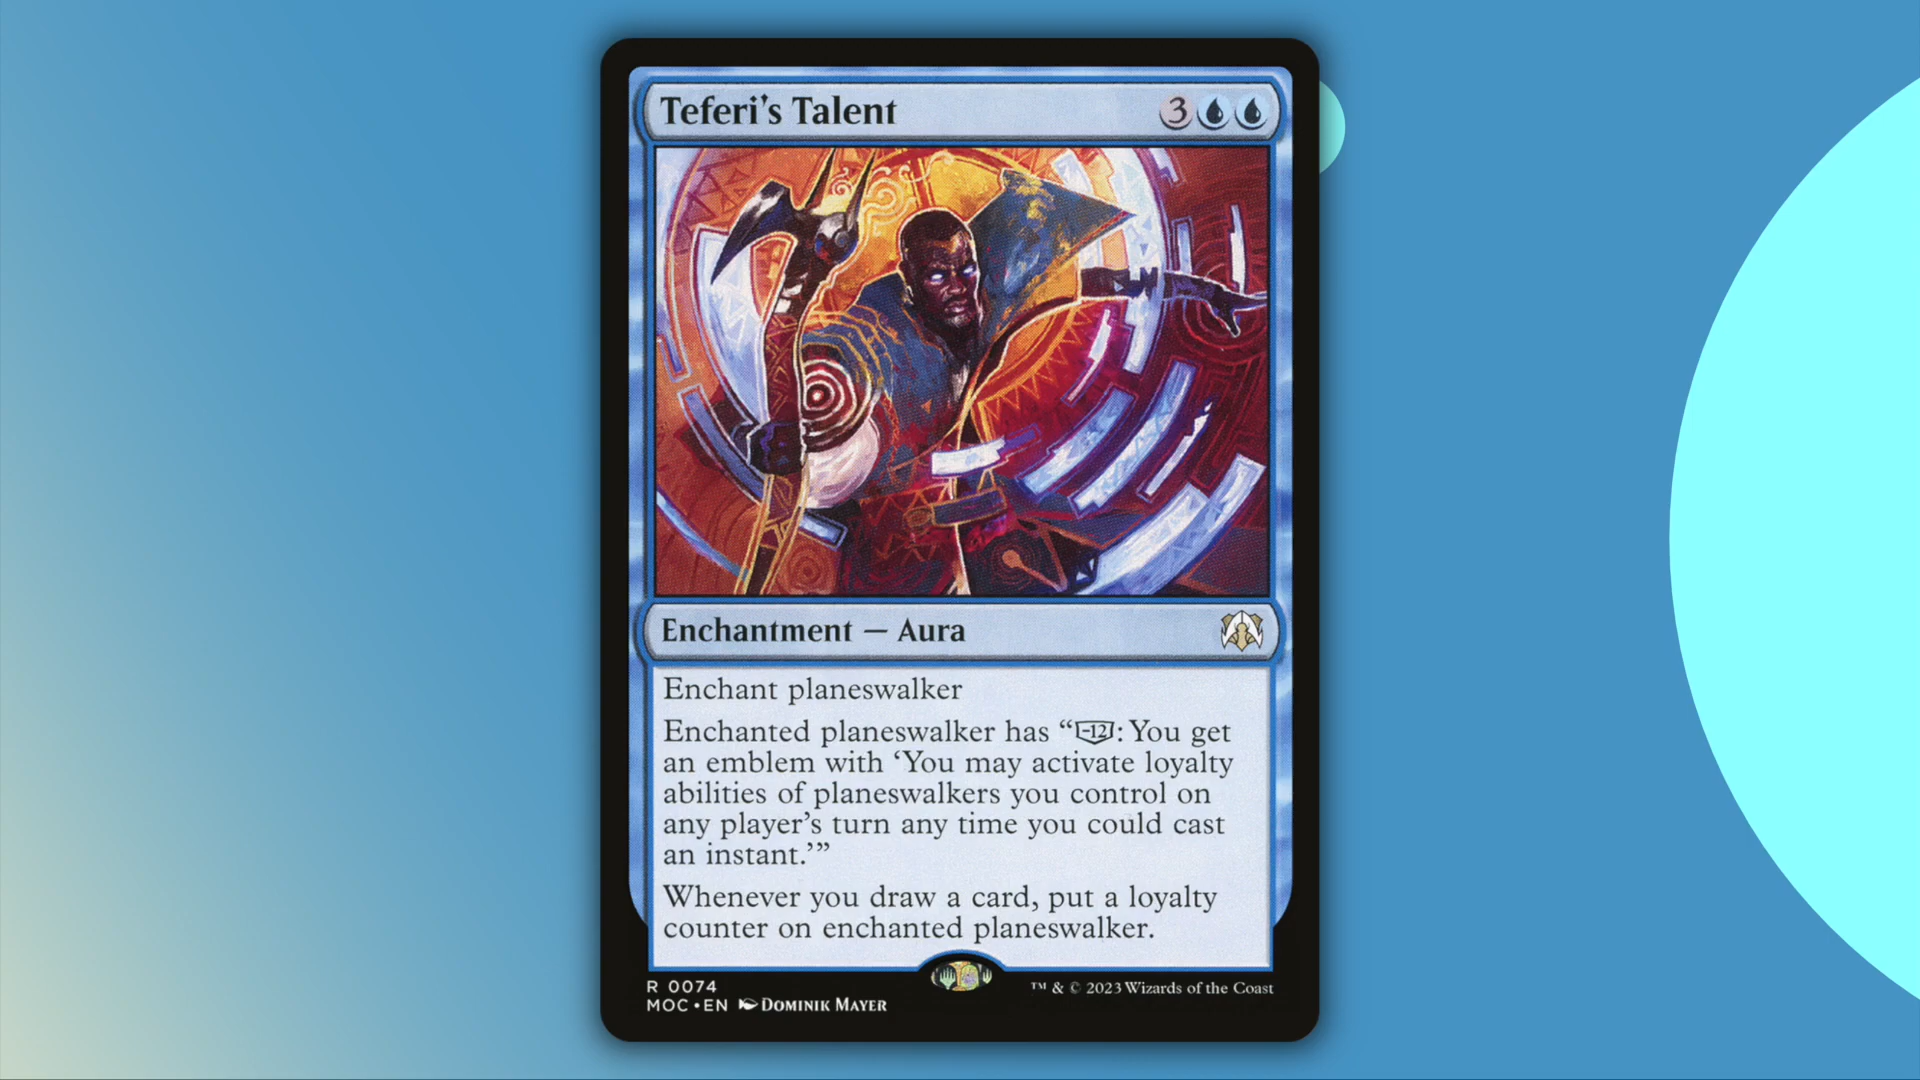 Teferi's Talent 3
Enchantment — Aura
Enchant planeswalker
Enchanted planeswalker has “-12: You get
an emblem with ‘You may activate loyalty
abilities of planeswalkers you control on
any player’s turn any time you could cast
an instant.’”
Whenever you draw a card, put a loyalty
counter on enchanted planeswalker.
R 0074
MOC • EN DOMINIK MAYER
™ & © 2023 Wizards of the Coast